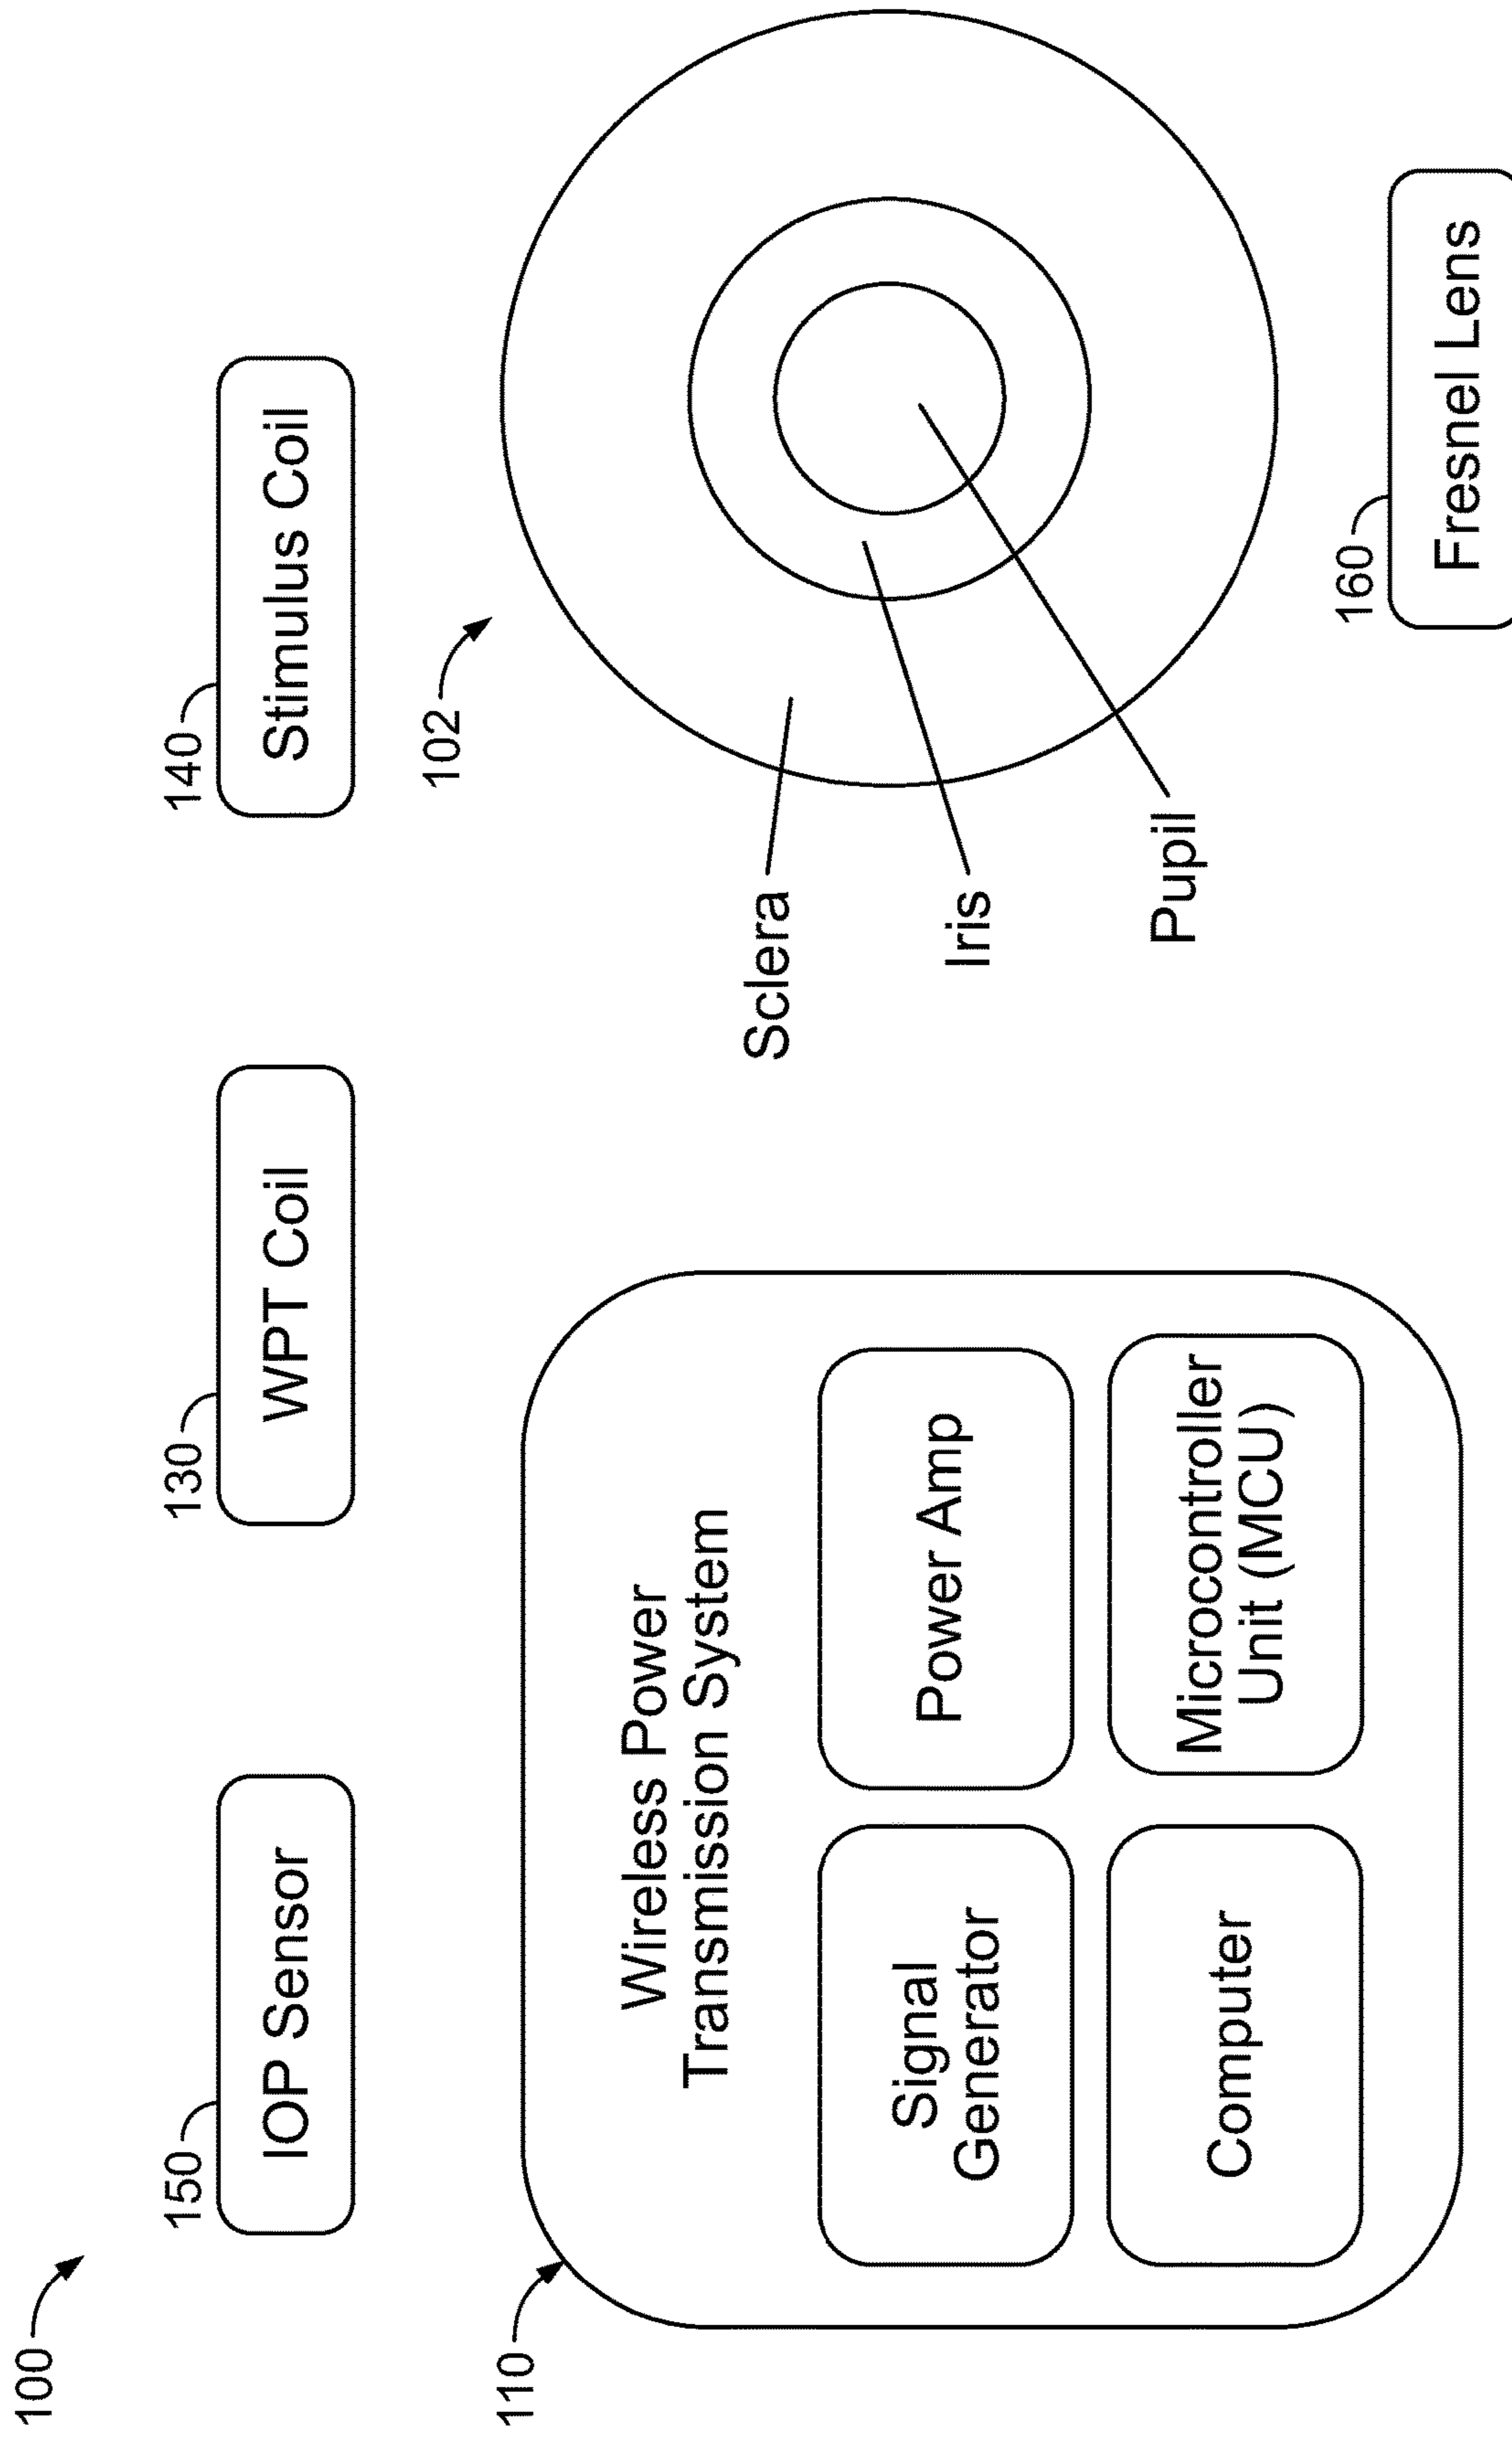 100
150
IOP Sensor
130
WPT Coil
140
Stimulus Coil
110
Wireless Power
Transmission System
Signal
Generator
Power Amp
Computer
Microcontroller
Unit (MCU)
102
Sclera
Iris
Pupil
160
Fresnel Lens